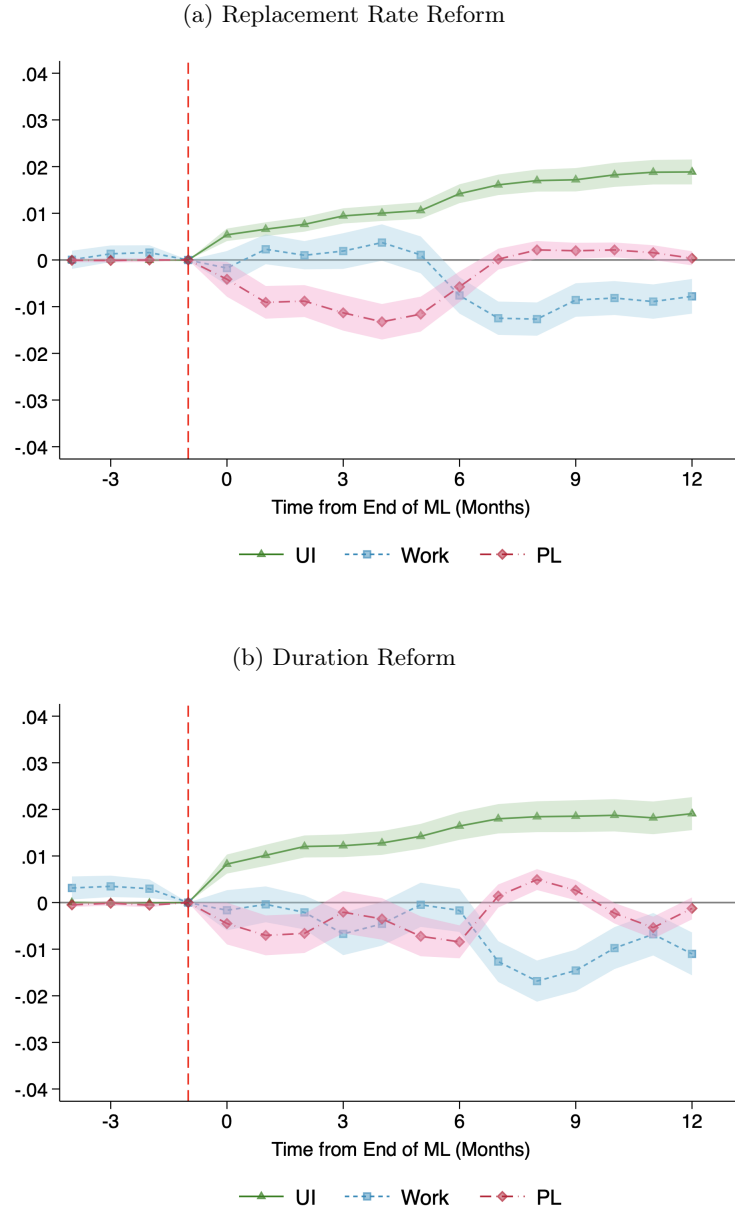 (a) Replacement Rate Reform
.04
.03
.02
.01
0
-.01
-.02
-.03
-.04
-3 0 3 6 9 12
Time from End of ML (Months)
UI Work PL
(b) Duration Reform
.04
.03
.02
.01
0
-.01
-.02
-.03
-.04
-3 0 3 6 9 12
Time from End of ML (Months)
UI Work PL